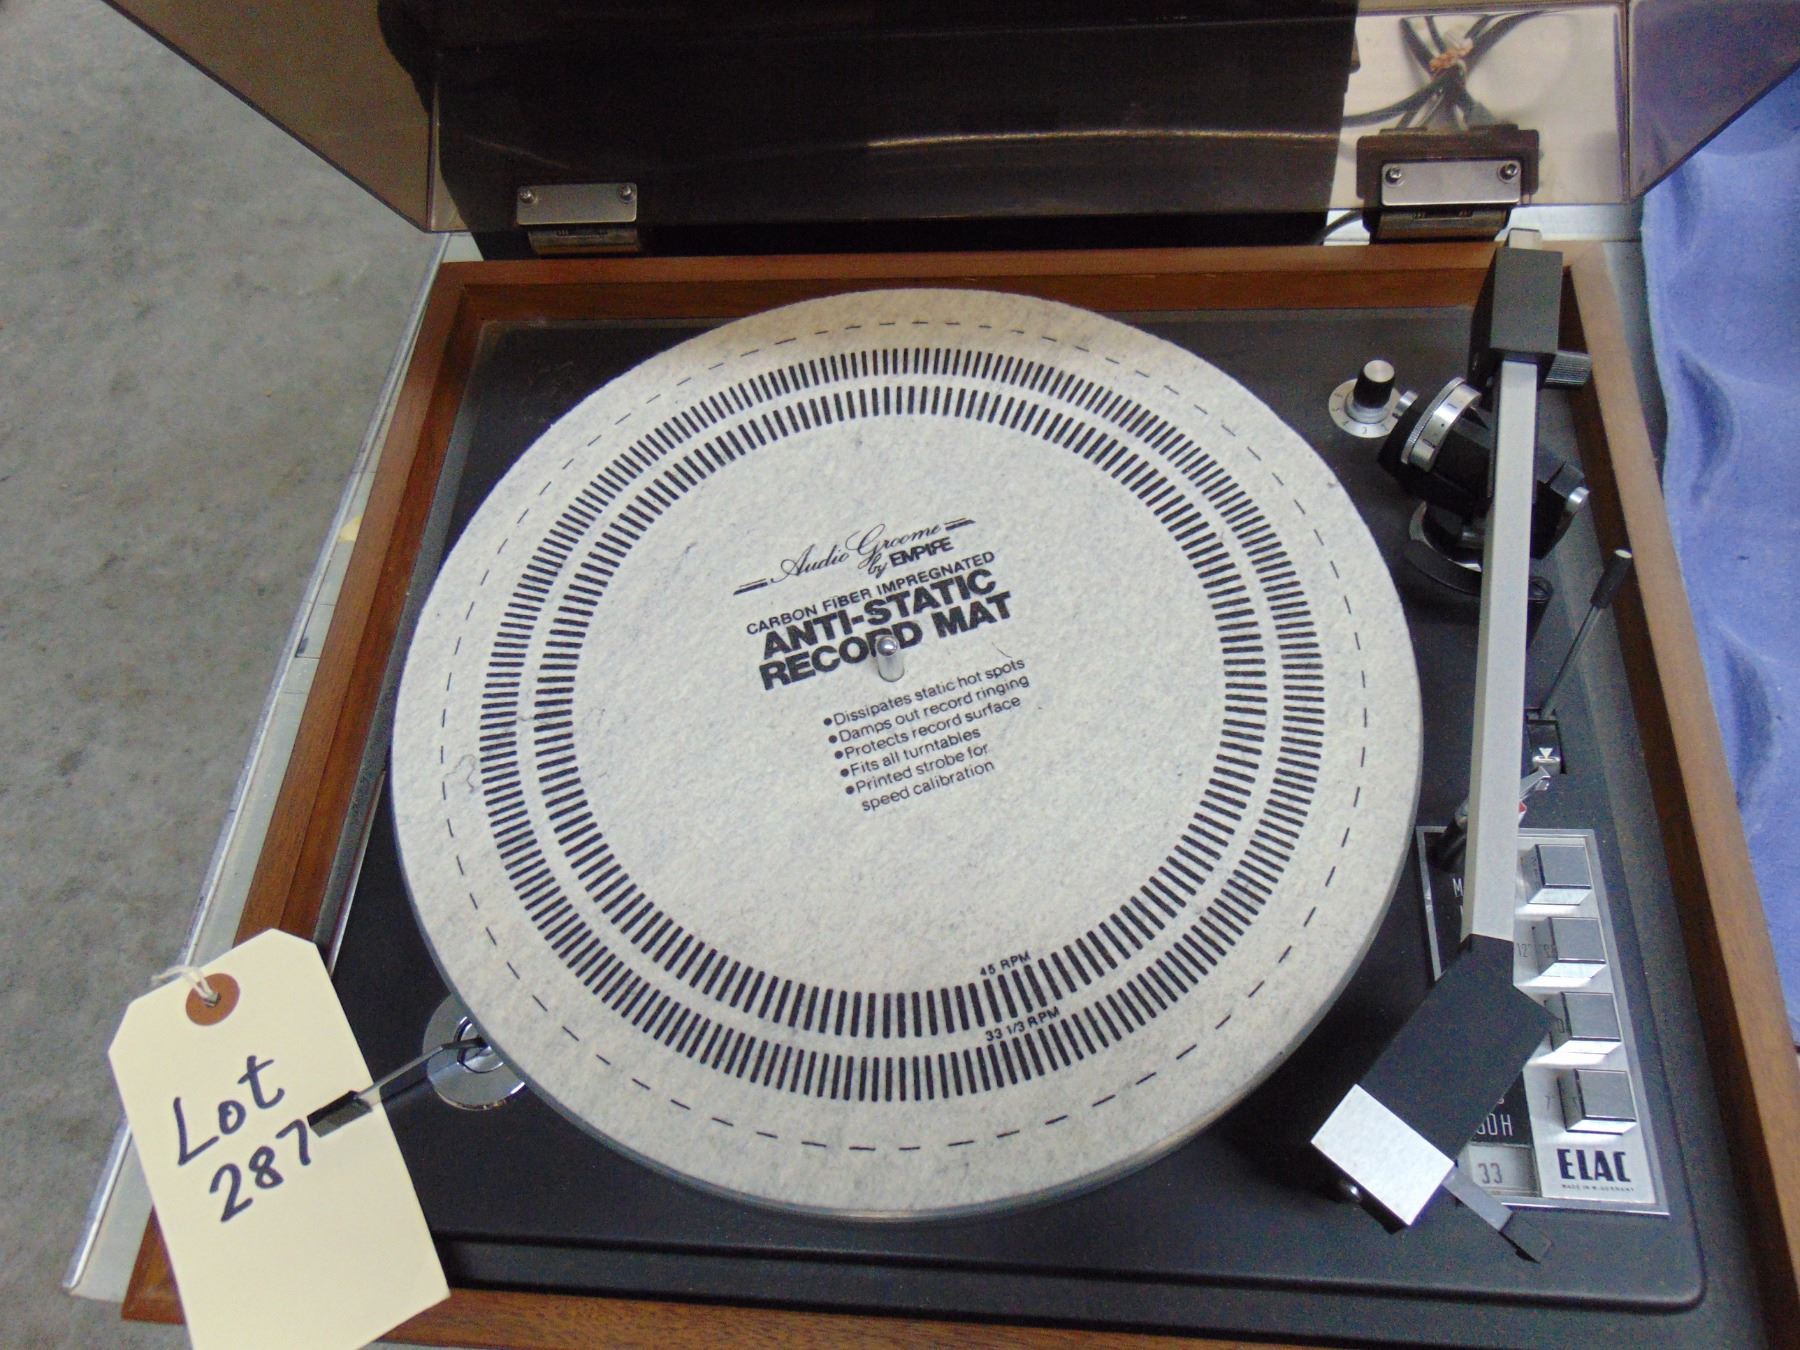 Audio Groome
by EMPIRE
CARBON FIBER IMPREGNATED
ANTI-STATIC
RECORD MAT
•Dissipates static hot spots
•Damps out record ringing
•Protects record surface
•Fits all turntables
•Printed strobe for
speed calibration
45 RPM
33 1/3 RPM
Lot
287
33
ELAC
MADE IN W. GERMANY